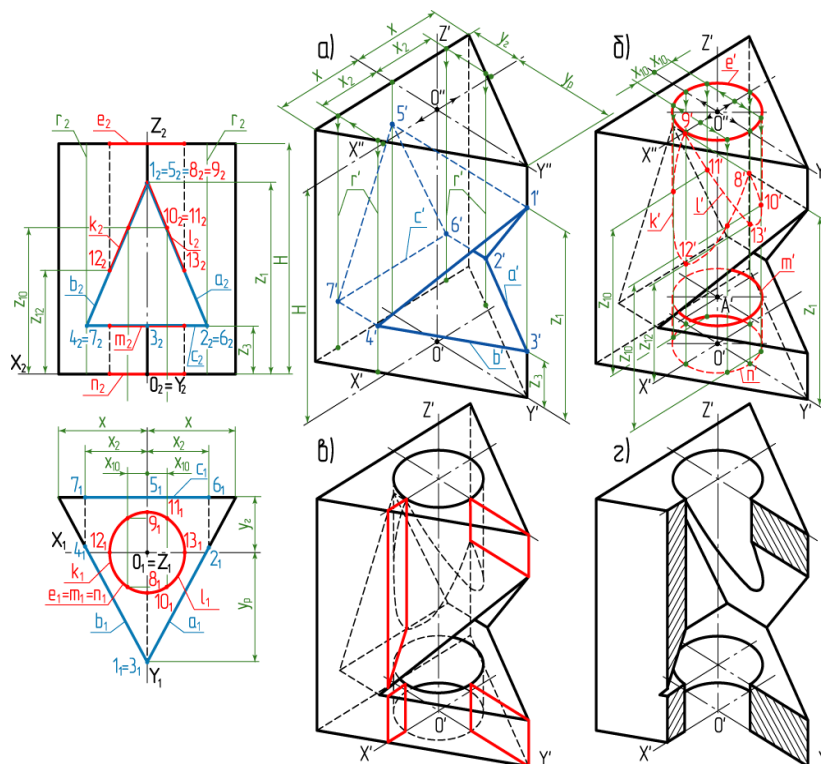 Z₂
r₂
e₂
r₂
1₂=5₂=8₂=9₂
k₂
10₂=11₂
l₂
12₂
13₂
b₂
a₂
4₂=7₂
m₂
3₂
c₂
2₂=6₂
n₂
X₂
O₂=Y₂
z₁₀
z₁₂
z₃
z₁
H
x
x
x₂
x₂
x₁₀
x₁₀
7₁
5₁
c₁
6₁
11₁
9₁
X₁
4₁
12₁
13₁
2₁
O₁=Z₁
k₁
8₁
10₁
l₁
e₁=m₁=n₁
b₁
a₁
1₁=3₁
Y₁
y₂
yₚ
а)
x
x
x₂
x₂
Z'
y₂
yₚ
O''
5'
X''
Y''
r'
r'
c'
1'
6'
2'
a'
7'
4'
3'
b'
O'
X'
Y'
H
z₁
z₃
б)
x₁₀
x₁₀
Z'
e'
O''
9'
X''
Y''
11'
8'
l'
10'
k'
13'
12'
m'
A'
O'
n'
X'
Y'
z₁₀
z₁₂
z₁
в)
Z'
O'
X'
Y'
г)
Z'
O'
X'